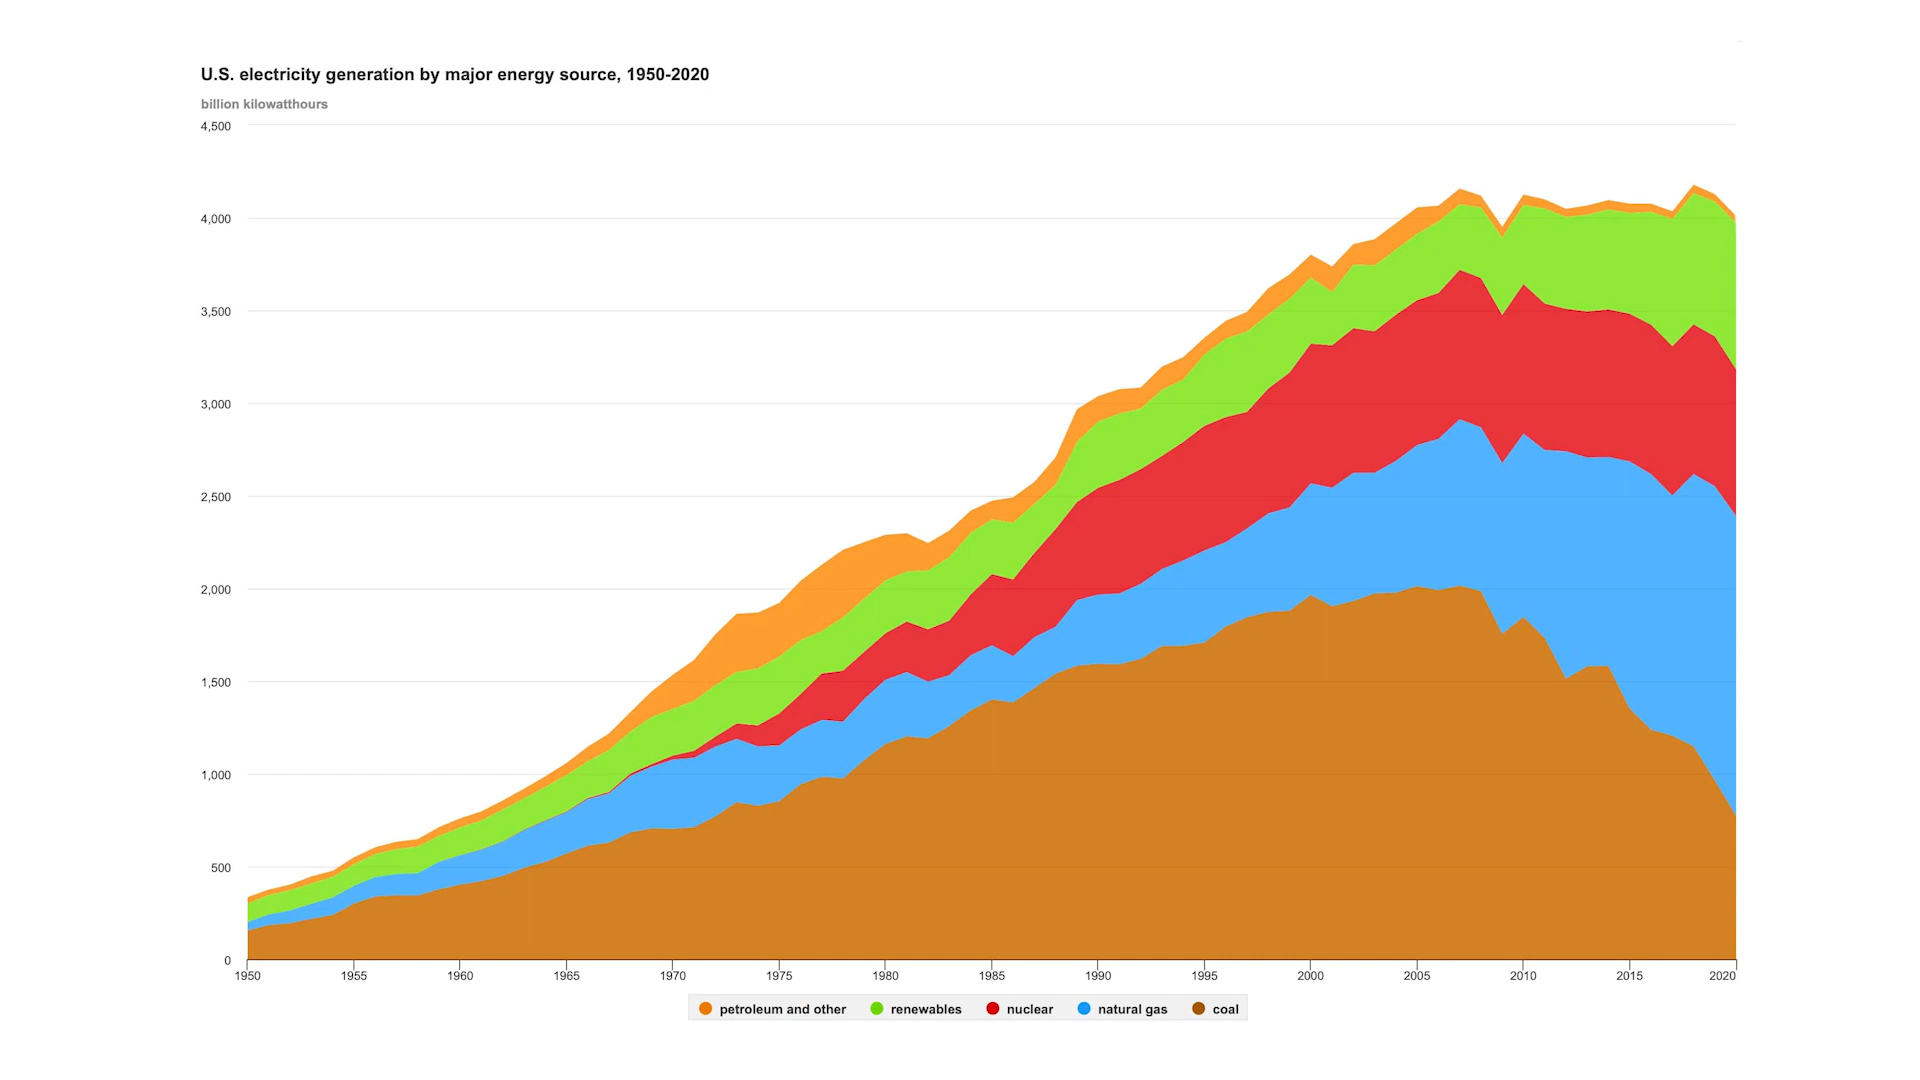 U.S. electricity generation by major energy source, 1950-2020
billion kilowatthours
4,500
4,000
3,500
3,000
2,500
2,000
1,500
1,000
500
0
1950 1955 1960 1965 1970 1975 1980 1985 1990 1995 2000 2005 2010 2015 2020
petroleum and other renewables nuclear natural gas coal